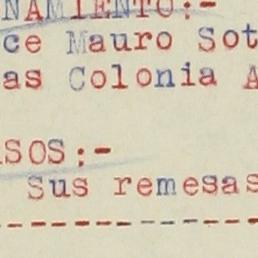 NAMIENTO:-
ce Mauro Sot
as Colonia A
SOS:-
Sus remesas
--------------